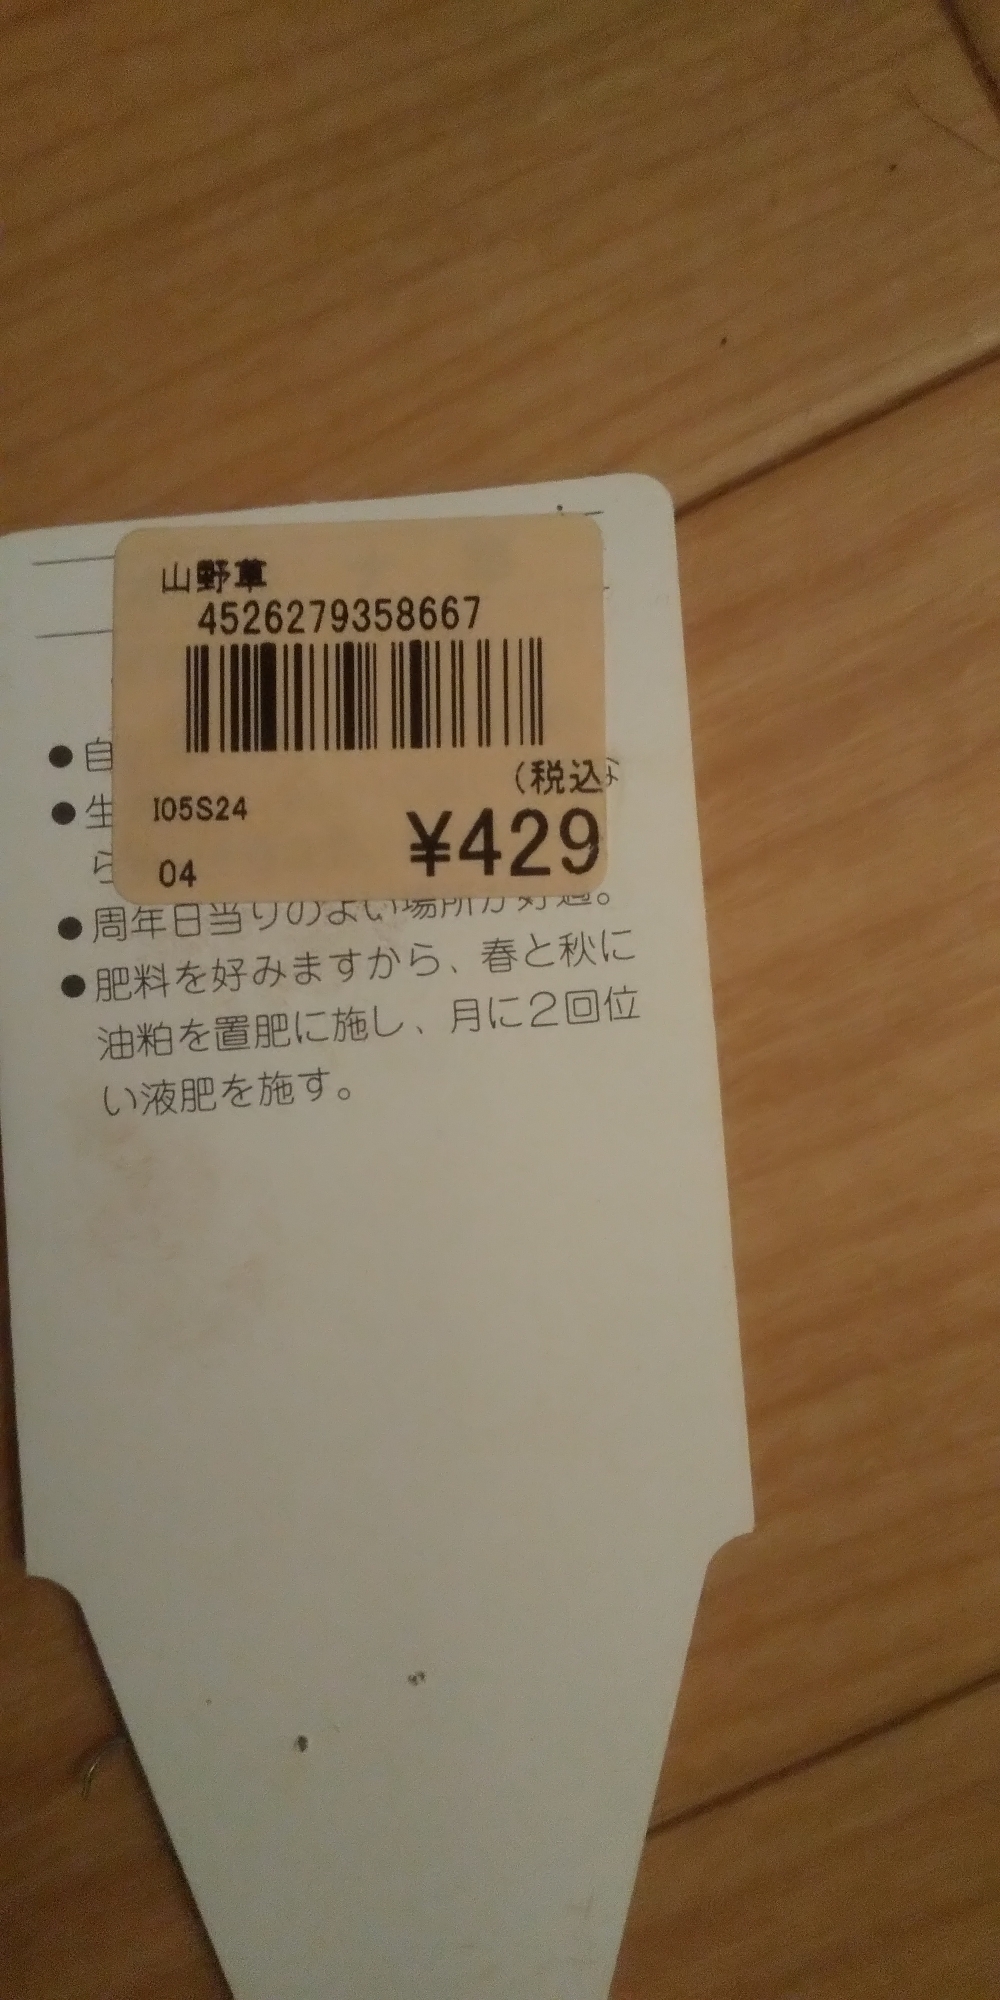 山野草
4526279358667
(税込
I05S24
¥429
04
● 自
● 生
ら
● 周年日当りのよい場所が好適。
● 肥料を好みますから、春と秋に
油粕を置肥に施し、月に2回位
い液肥を施す。